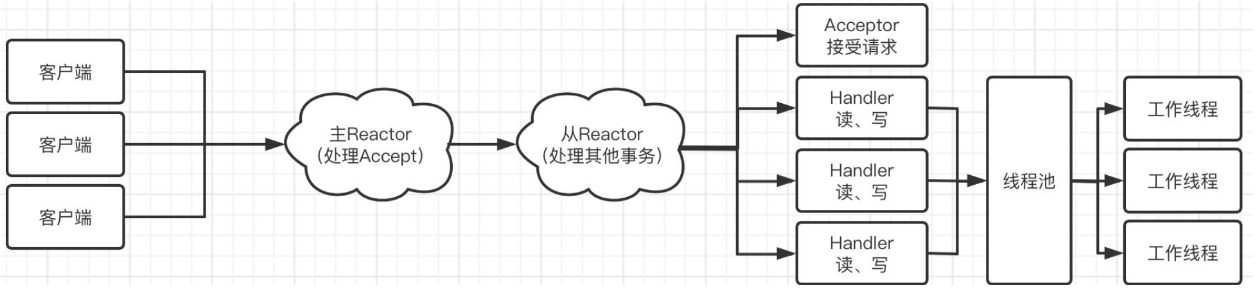 客户端
客户端
客户端
主Reactor
(处理Accept)
从Reactor
(处理其他事务)
Acceptor
接受请求
Handler
读、写
Handler
读、写
Handler
读、写
线程池
工作线程
工作线程
工作线程